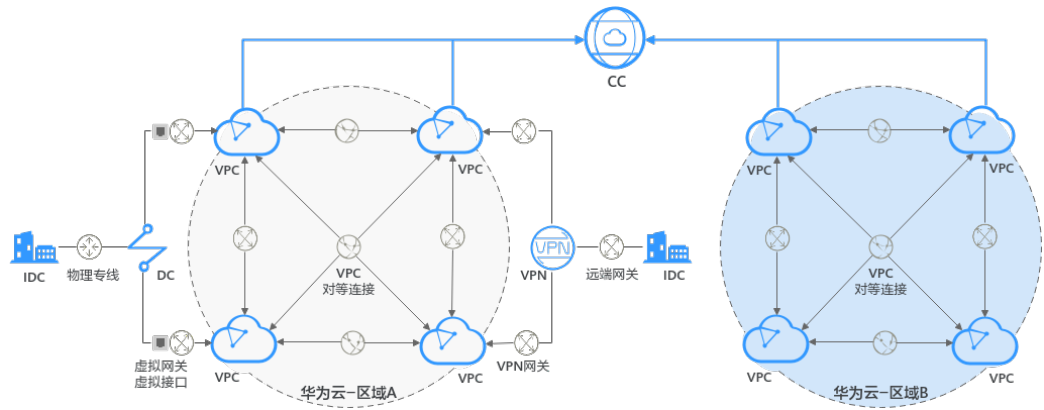 CC
VPC
VPC
VPC
VPC
IDC
物理专线
DC
VPC
对等连接
VPN
VPN
远端网关
IDC
VPC
对等连接
虚拟网关
虚拟接口
VPC
VPC
VPN网关
VPC
VPC
华为云-区域A
华为云-区域B